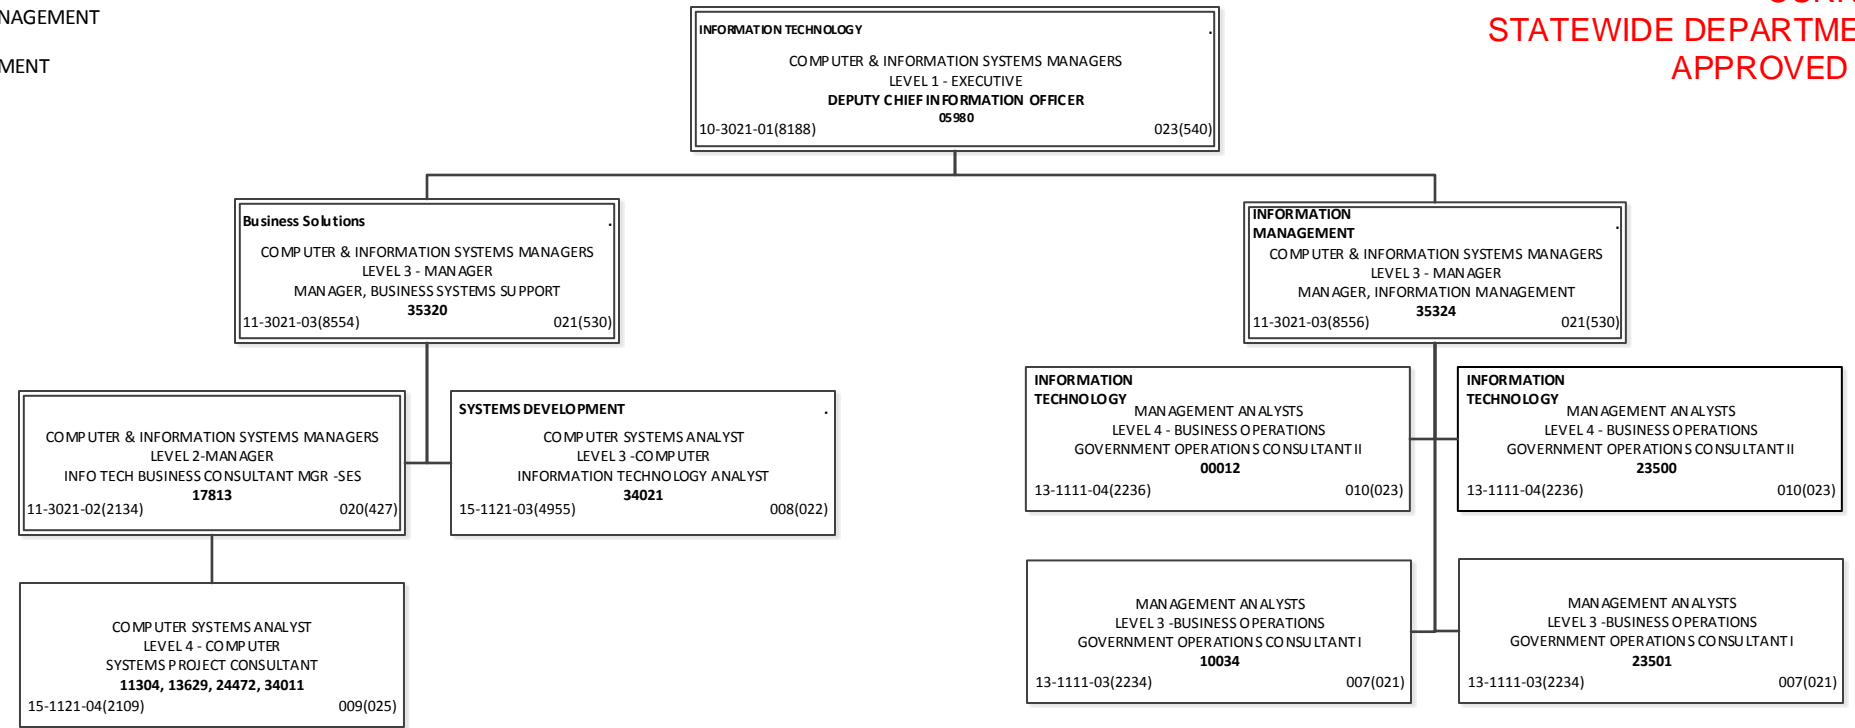 NAGEMENT
MENT
STATEWIDE DEPARTME
APPROVED
INFORMATION TECHNOLOGY .
COMPUTER & INFORMATION SYSTEMS MANAGERS
LEVEL 1 - EXECUTIVE
DEPUTY CHIEF INFORMATION OFFICER
05980
10-3021-01(8188) 023(540)
Business Solutions .
COMPUTER & INFORMATION SYSTEMS MANAGERS
LEVEL 3 - MANAGER
MANAGER, BUSINESS SYSTEMS SUPPORT
35320
11-3021-03(8554) 021(530)
INFORMATION
MANAGEMENT .
COMPUTER & INFORMATION SYSTEMS MANAGERS
LEVEL 3 - MANAGER
MANAGER, INFORMATION MANAGEMENT
35324
11-3021-03(8556) 021(530)
COMPUTER & INFORMATION SYSTEMS MANAGERS
LEVEL 2-MANAGER
INFO TECH BUSINESS CONSULTANT MGR -SES
17813
11-3021-02(2134) 020(427)
SYSTEMS DEVELOPMENT .
COMPUTER SYSTEMS ANALYST
LEVEL 3 -COMPUTER
INFORMATION TECHNOLOGY ANALYST
34021
15-1121-03(4955) 008(022)
INFORMATION
TECHNOLOGY
MANAGEMENT ANALYSTS
LEVEL 4 - BUSINESS OPERATIONS
GOVERNMENT OPERATIONS CONSULTANT II
00012
13-1111-04(2236) 010(023)
INFORMATION
TECHNOLOGY
MANAGEMENT ANALYSTS
LEVEL 4 - BUSINESS OPERATIONS
GOVERNMENT OPERATIONS CONSULTANT II
23500
13-1111-04(2236) 010(023)
COMPUTER SYSTEMS ANALYST
LEVEL 4 - COMPUTER
SYSTEMS PROJECT CONSULTANT
11304, 13629, 24472, 34011
15-1121-04(2109) 009(025)
MANAGEMENT ANALYSTS
LEVEL 3 -BUSINESS OPERATIONS
GOVERNMENT OPERATIONS CONSULTANT I
10034
13-1111-03(2234) 007(021)
MANAGEMENT ANALYSTS
LEVEL 3 -BUSINESS OPERATIONS
GOVERNMENT OPERATIONS CONSULTANT I
23501
13-1111-03(2234) 007(021)